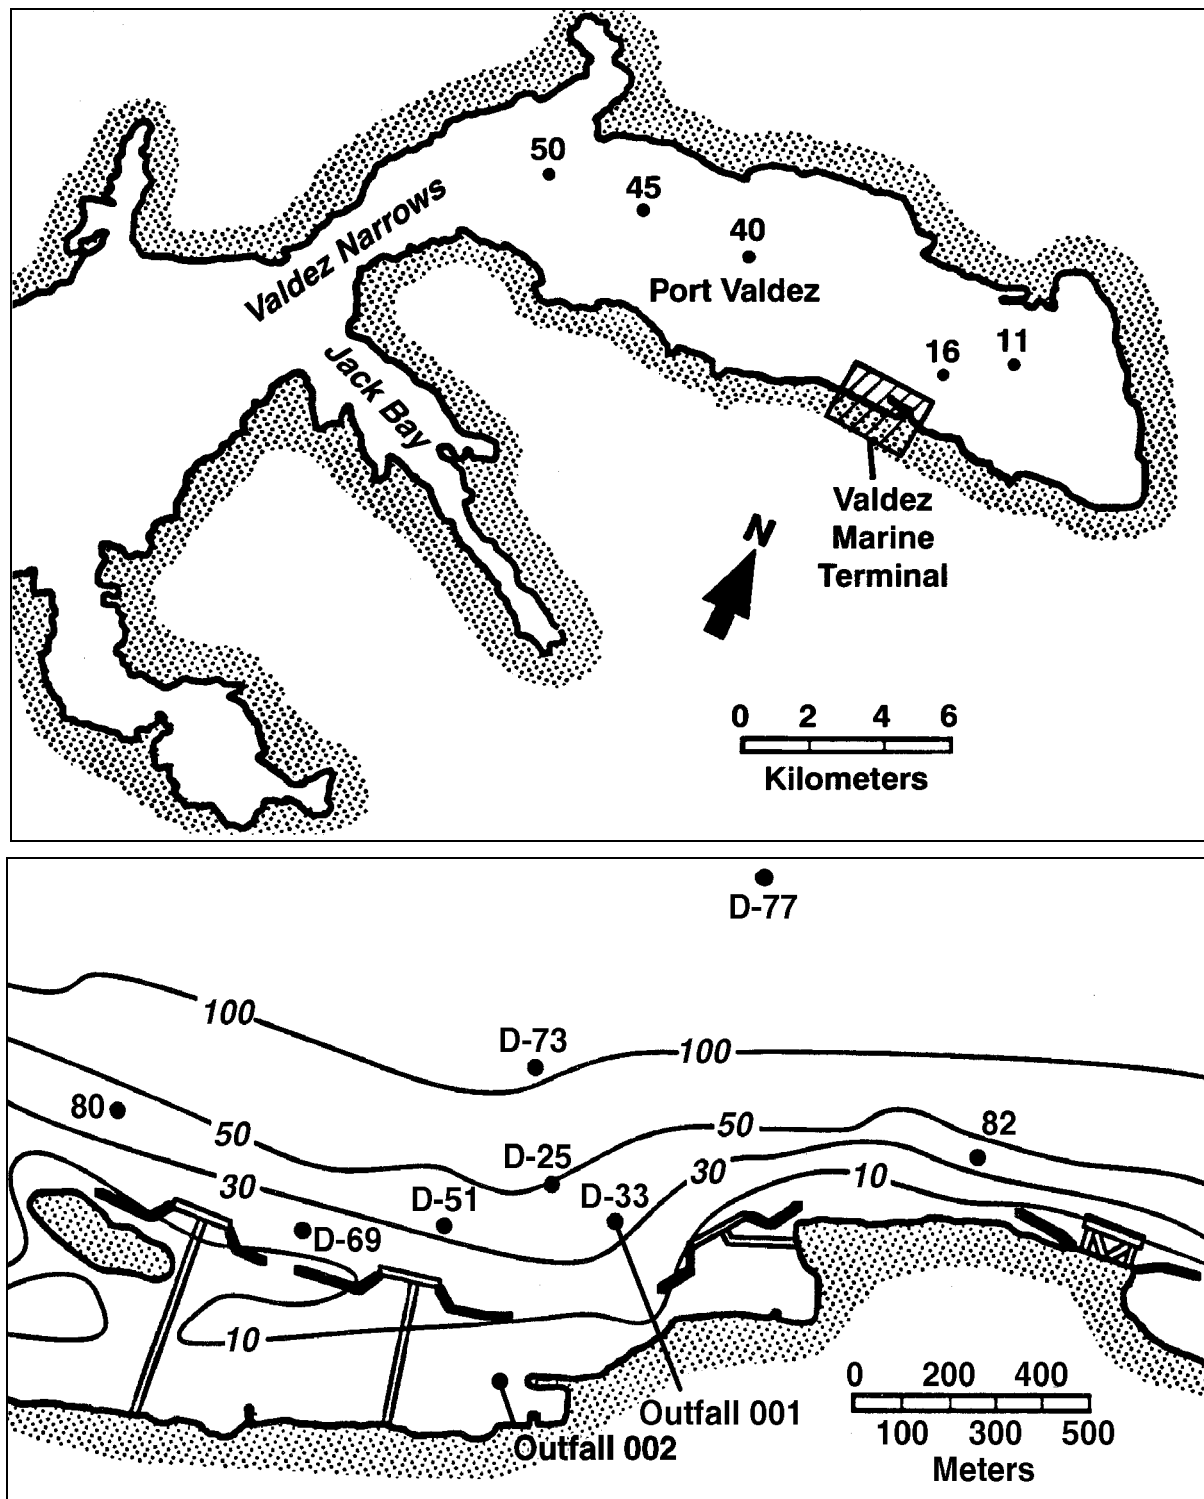 50
45
40
Valdez Narrows
Port Valdez
Jack Bay
16
11
Valdez
Marine
Terminal
N
0 2 4 6
Kilometers
D-77
100
D-73
100
80
50
50
82
D-25
30
D-51
D-33
30
10
D-69
10
Outfall 001
Outfall 002
0 200 400
100 300 500
Meters